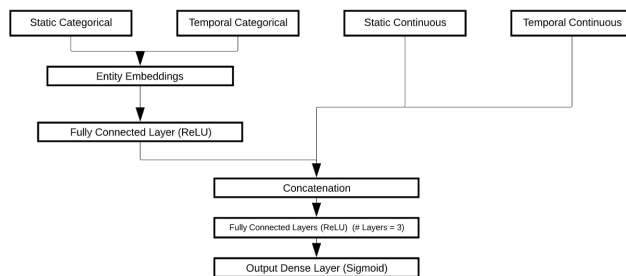 Static Categorical
Temporal Categorical
Static Continuous
Temporal Continuous
Entity Embeddings
Fully Connected Layer (ReLU)
Concatenation
Fully Connected Layers (ReLU) (# Layers = 3)
Output Dense Layer (Sigmoid)